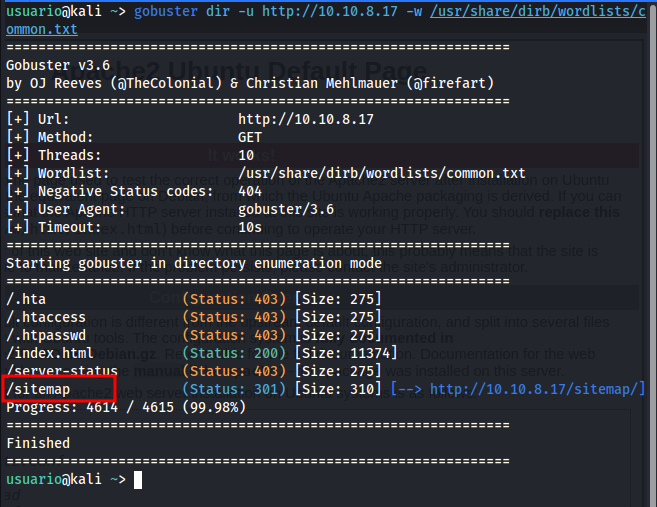 usuario@kali ~> gobuster dir -u http://10.10.8.17 -w /usr/share/dirb/wordlists/c
ommon.txt
===============================================================
Gobuster v3.6
by OJ Reeves (@TheColonial) & Christian Mehlmauer (@firefart)
===============================================================
[+] Url:                     http://10.10.8.17
[+] Method:                  GET
[+] Threads:                 10
[+] Wordlist:                /usr/share/dirb/wordlists/common.txt
[+] Negative Status codes:   404
[+] User Agent:              gobuster/3.6
[+] Timeout:                 10s
===============================================================
Starting gobuster in directory enumeration mode
===============================================================
/.hta                 (Status: 403) [Size: 275]
/.htaccess            (Status: 403) [Size: 275]
/.htpasswd            (Status: 403) [Size: 275]
/index.html           (Status: 200) [Size: 11374]
/server-status        (Status: 403) [Size: 275]
/sitemap              (Status: 301) [Size: 310] [--> http://10.10.8.17/sitemap/]
Progress: 4614 / 4615 (99.98%)
===============================================================
Finished
===============================================================
usuario@kali ~>